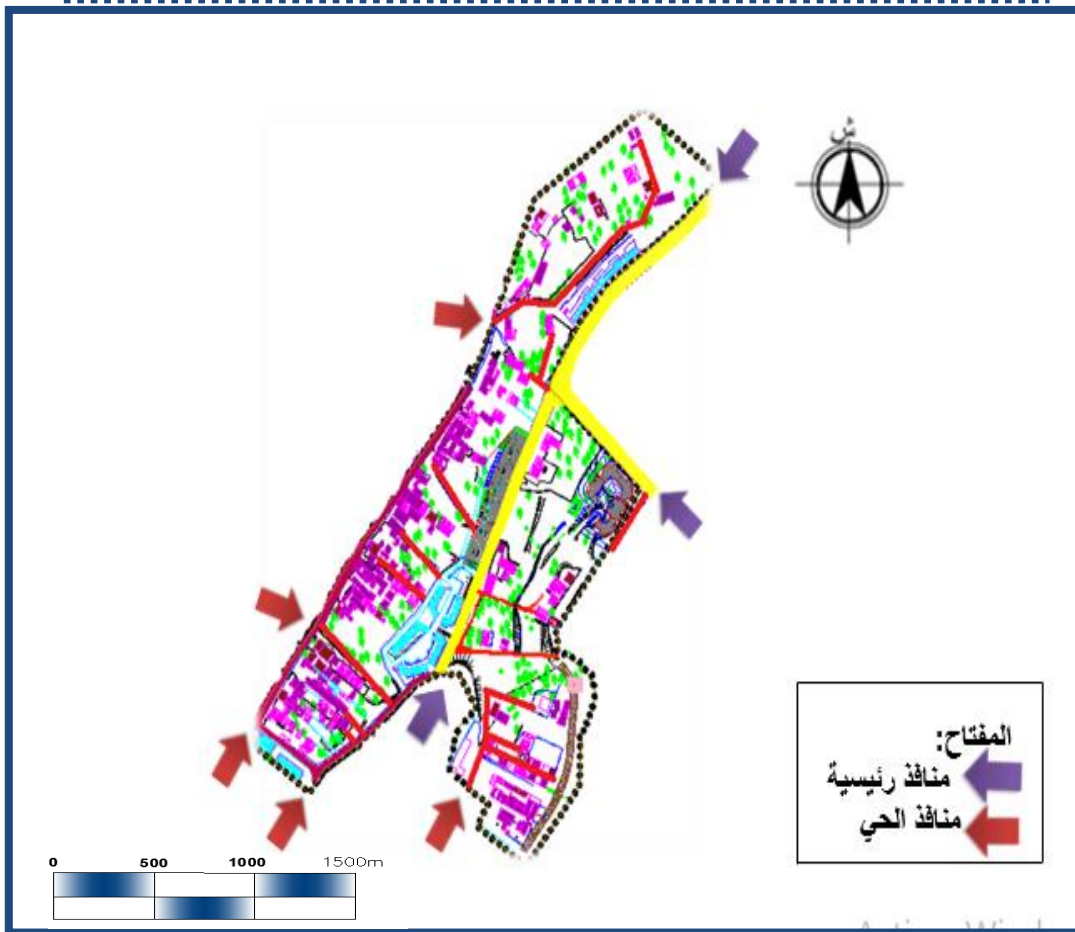 ش
المفتاح:
منافذ رئيسية
منافذ الحي
0 500 1000 1500m